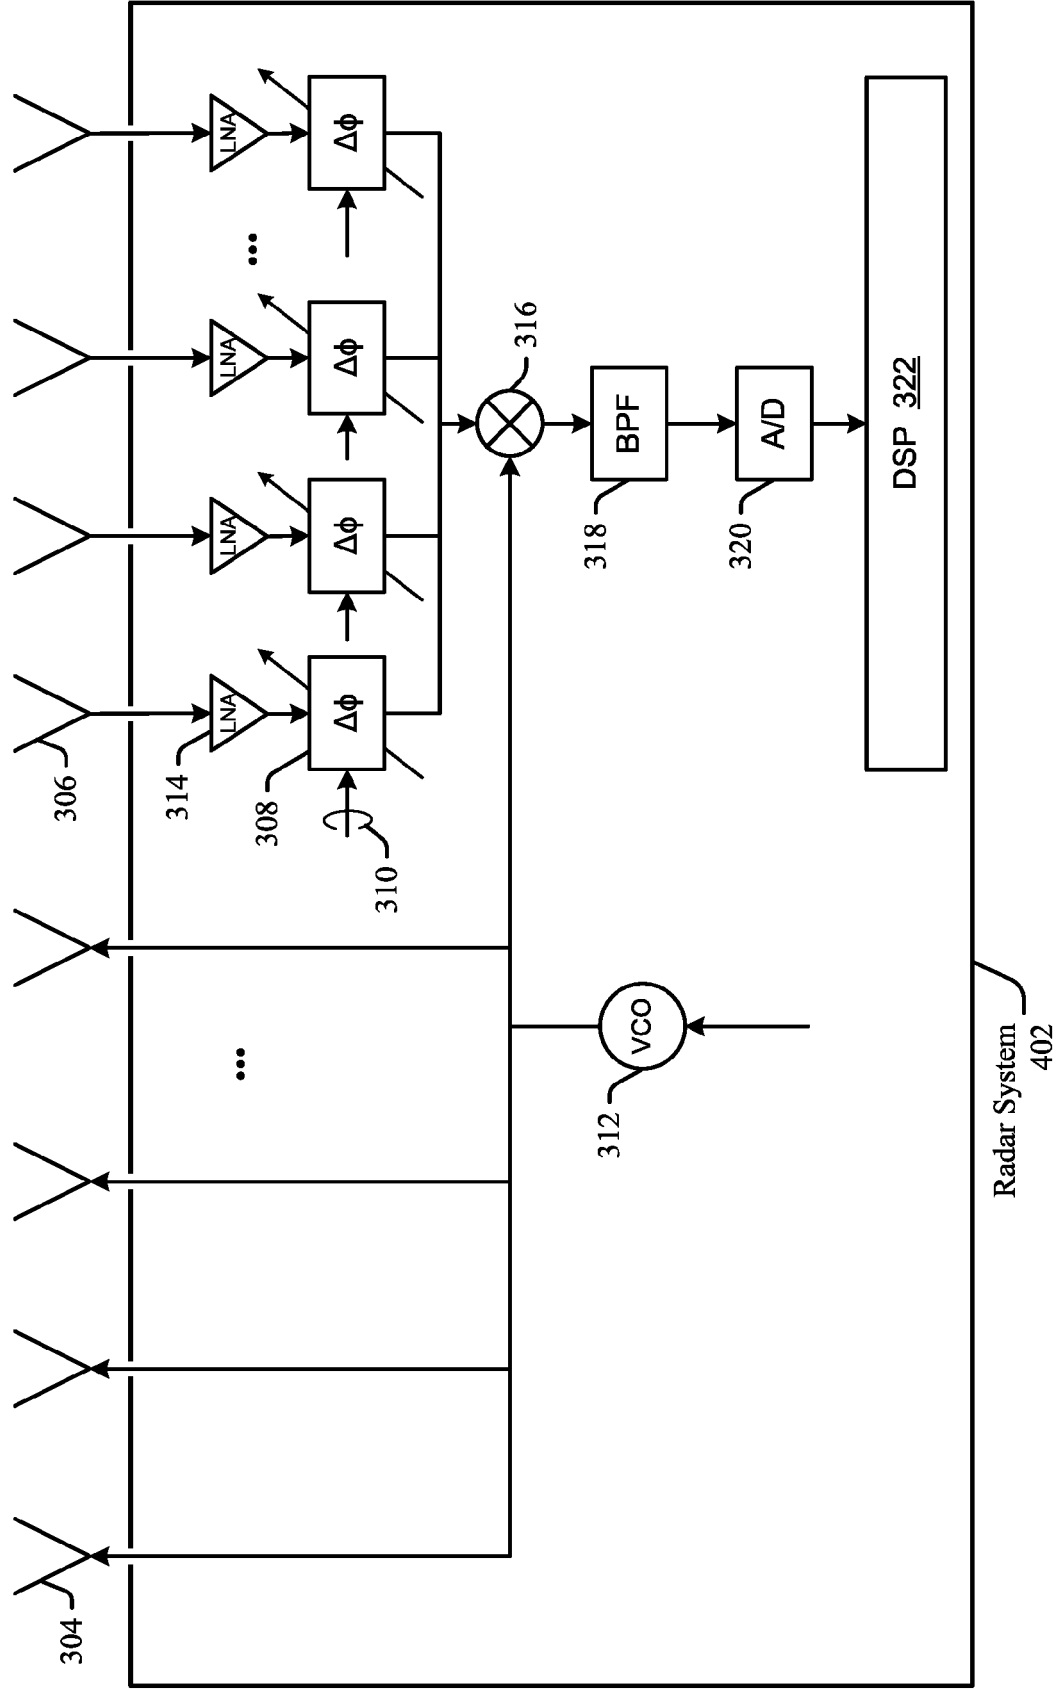 304
306
314
LNA
LNA
LNA
LNA
...
308
Δϕ
Δϕ
Δϕ
Δϕ
310
...
316
312
VCO
318
BPF
320
A/D
DSP 322
Radar System
402